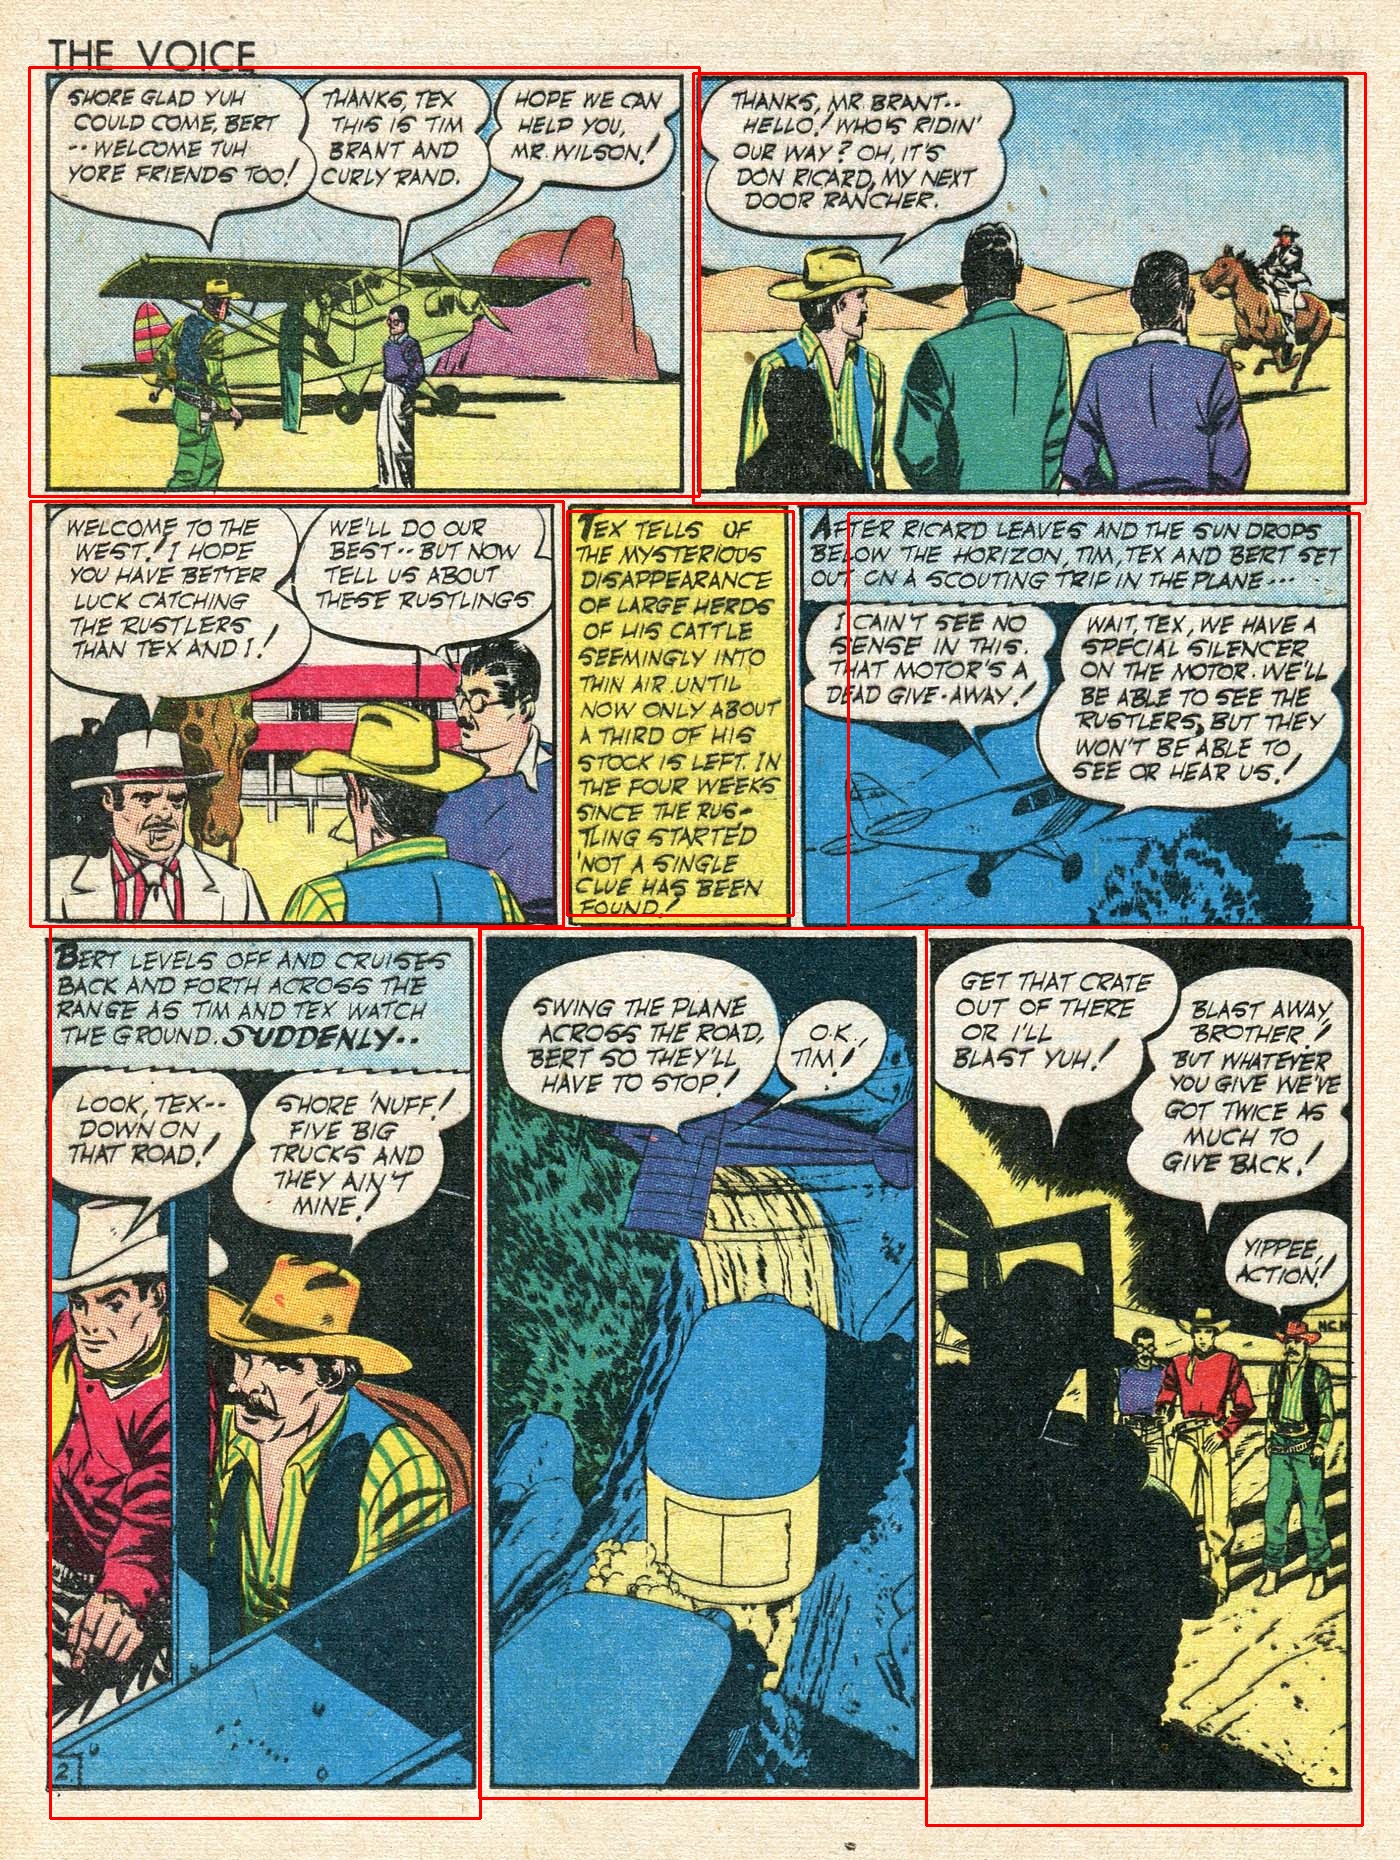 THE VOICE
SHORE GLAD YUH
COULD COME, BERT
-- WELCOME TUH
YORE FRIENDS TOO!
THANKS, TEX
THIS IS TIM
BRANT AND
CURLY RAND.
HOPE WE CAN
HELP YOU,
MR. WILSON!
THANKS, MR. BRANT--
HELLO! WHO'S RIDIN'
OUR WAY? OH, IT'S
DON RICARD, MY NEXT
DOOR RANCHER.
WELCOME TO THE
WEST! I HOPE
YOU HAVE BETTER
LUCK CATCHING
THE RUSTLERS
THAN TEX AND I!
WE'LL DO OUR
BEST-- BUT NOW
TELL US ABOUT
THESE RUSTLINGS
TEX TELLS OF
THE MYSTERIOUS
DISAPPEARANCE
OF LARGE HERDS
OF HIS CATTLE
SEEMINGLY INTO
THIN AIR UNTIL
NOW ONLY ABOUT
A THIRD OF HIS
STOCK IS LEFT. IN
THE FOUR WEEKS
SINCE THE RUS-
TLING STARTED
NOT A SINGLE
CLUE HAS BEEN
FOUND!
AFTER RICARD LEAVES AND THE SUN DROPS
BELOW THE HORIZON, TIM, TEX AND BERT SET
OUT ON A SCOUTING TRIP IN THE PLANE---
I CAIN'T SEE NO
SENSE IN THIS.
THAT MOTOR'S A
DEAD GIVE-AWAY!
WAIT, TEX, WE HAVE A
SPECIAL SILENCER
ON THE MOTOR. WE'LL
BE ABLE TO SEE THE
RUSTLERS, BUT THEY
WON'T BE ABLE TO
SEE OR HEAR US!
BERT LEVELS OFF AND CRUISES
BACK AND FORTH ACROSS THE
RANGE AS TIM AND TEX WATCH
THE GROUND. SUDDENLY--
LOOK, TEX--
DOWN ON
THAT ROAD!
SHORE 'NUFF!
FIVE BIG
TRUCKS AND
THEY AIN'T
MINE!
SWING THE PLANE
ACROSS THE ROAD,
BERT SO THEY'LL
HAVE TO STOP!
O.K.,
TIM!
GET THAT CRATE
OUT OF THERE
OR I'LL
BLAST YUH!
BLAST AWAY,
BROTHER!
BUT WHATEVER
YOU GIVE WE'VE
GOT TWICE AS
MUCH TO
GIVE BACK!
YIPPEE,
ACTION!
2